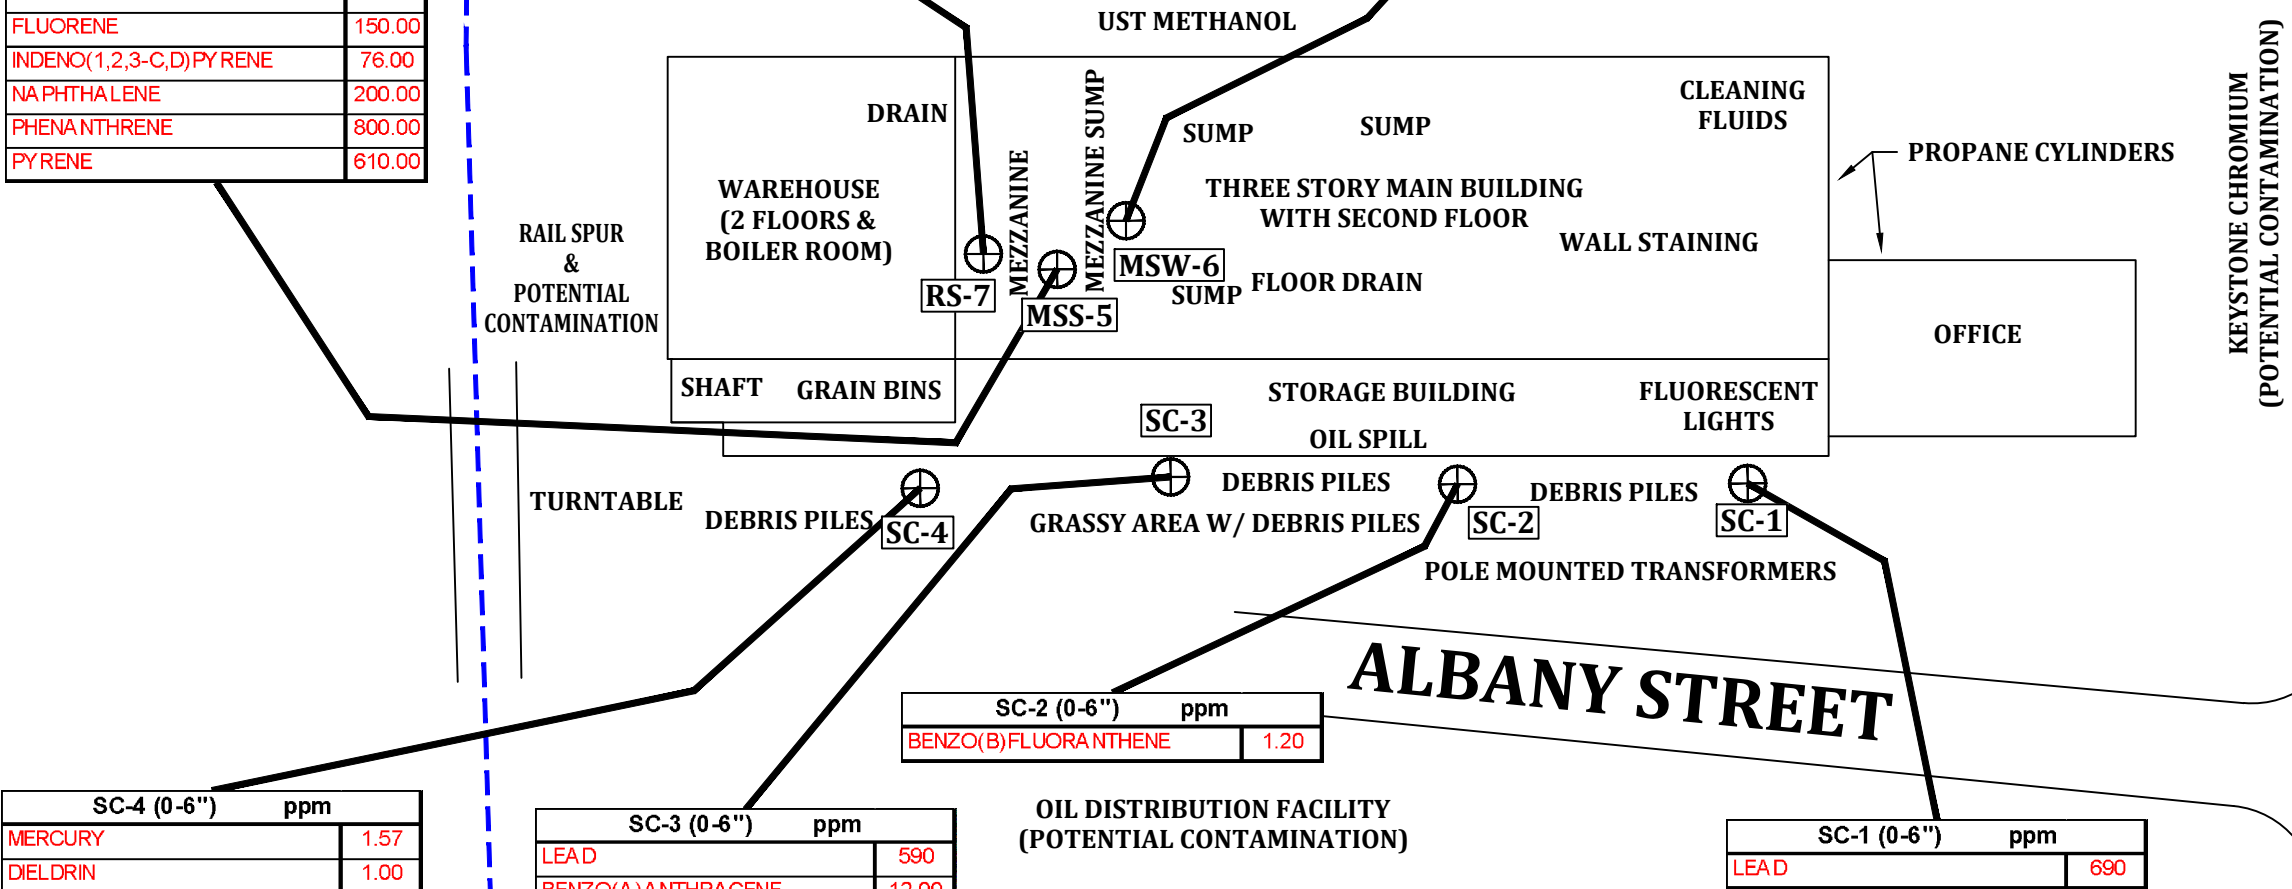 FLUORENE 150.00
INDENO(1,2,3-C,D)PYRENE 76.00
NAPHTHALENE 200.00
PHENANTHRENE 800.00
PYRENE 610.00
UST METHANOL
DRAIN
MEZZANINE
MEZZANINE SUMP
SUMP
SUMP
CLEANING
FLUIDS
PROPANE CYLINDERS
KEYSTONE CHROMIUM
(POTENTIAL CONTAMINATION)
WAREHOUSE
(2 FLOORS &
BOILER ROOM)
THREE STORY MAIN BUILDING
WITH SECOND FLOOR
WALL STAINING
RAIL SPUR
&
POTENTIAL
CONTAMINATION
RS-7
MSS-5
MSW-6
SUMP
FLOOR DRAIN
OFFICE
SHAFT
GRAIN BINS
STORAGE BUILDING
FLUORESCENT
LIGHTS
SC-3
OIL SPILL
TURNTABLE
DEBRIS PILES
SC-4
DEBRIS PILES
GRASSY AREA W/ DEBRIS PILES
SC-2
DEBRIS PILES
SC-1
POLE MOUNTED TRANSFORMERS
ALBANY STREET
SC-2 (0-6") ppm
BENZO(B)FLUORANTHENE 1.20
OIL DISTRIBUTION FACILITY
(POTENTIAL CONTAMINATION)
SC-4 (0-6") ppm
MERCURY 1.57
DIELDRIN 1.00
SC-3 (0-6") ppm
LEAD 590
BENZO(A)ANTHRACENE 12.00
SC-1 (0-6") ppm
LEAD 690